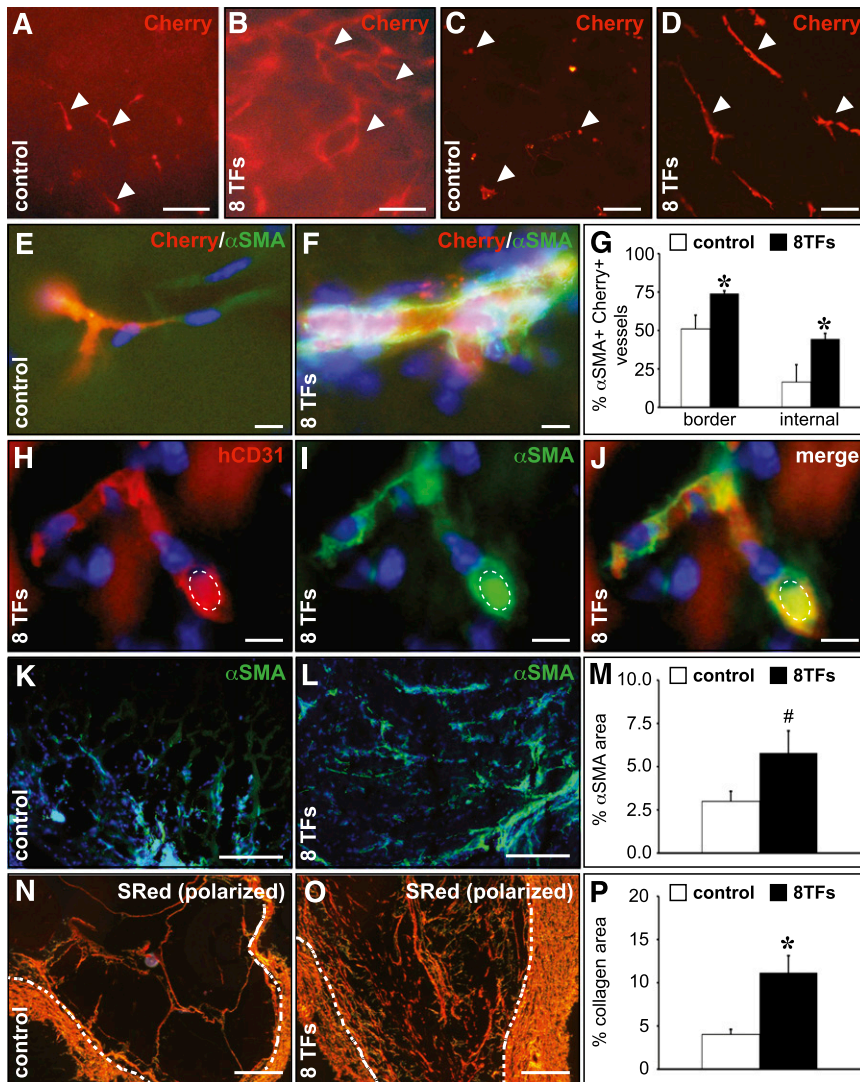 A Cherry
control
B Cherry
8 TFs
C Cherry
control
D Cherry
8 TFs
E Cherry/αSMA
control
F Cherry/αSMA
8 TFs
G
control 8TFs
% αSMA+ Cherry+
vessels
100
75
50
25
0
*
*
border internal
H hCD31
8 TFs
I αSMA
8 TFs
J merge
8 TFs
K αSMA
control
L αSMA
8 TFs
M
control 8TFs
% αSMA area
10.0
7.5
5.0
2.5
0.0
#
N SRed (polarized)
control
O SRed (polarized)
8 TFs
P
control 8TFs
% collagen area
20
15
10
5
0
*